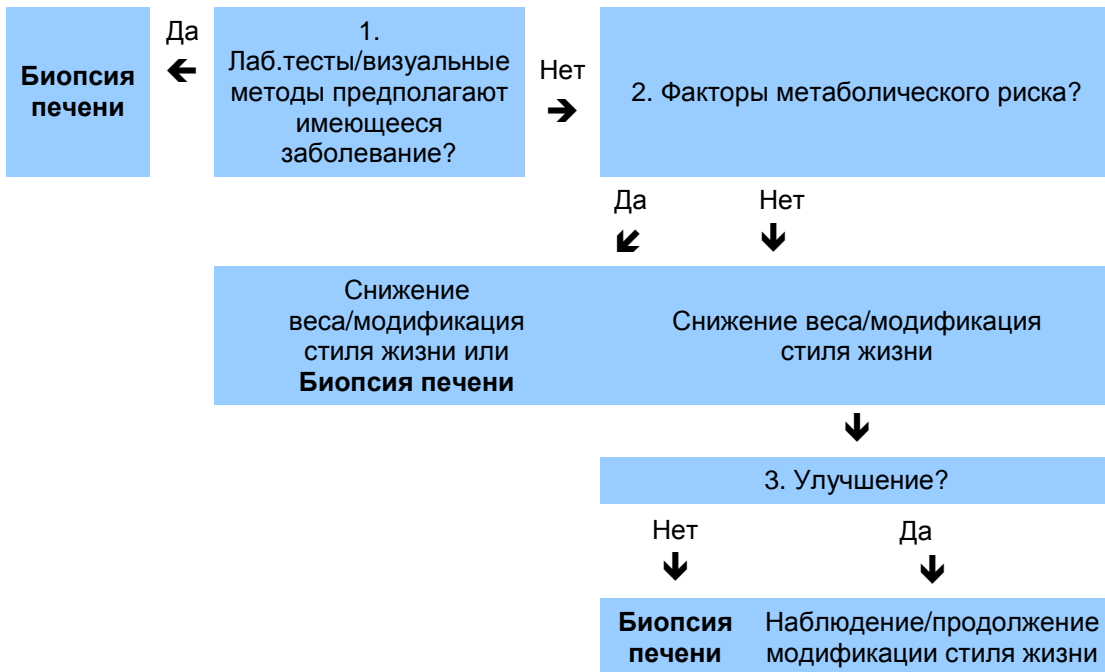 Биопсия
печени
Да
1.
Лаб.тесты/визуальные
методы предполагают
имеющееся
заболевание?
Нет
2. Факторы метаболического риска?
Да
Нет
Снижение
веса/модификация
стиля жизни или
Биопсия печени
Снижение веса/модификация
стиля жизни
3. Улучшение?
Нет
Да
Биопсия
печени
Наблюдение/продолжение
модификации стиля жизни